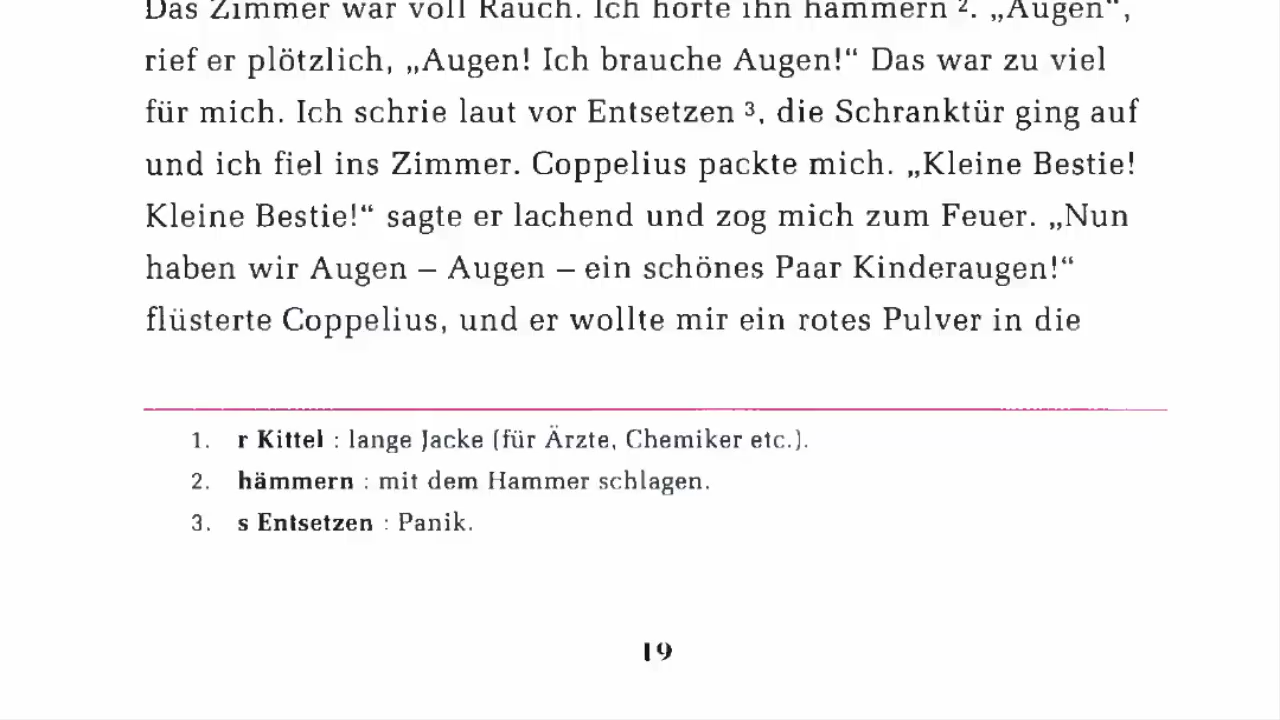 Das Zimmer war voll Rauch. Ich hörte ihn hämmern ². „Augen“,
rief er plötzlich, „Augen! Ich brauche Augen!“ Das war zu viel
für mich. Ich schrie laut vor Entsetzen ³, die Schranktür ging auf
und ich fiel ins Zimmer. Coppelius packte mich. „Kleine Bestie!
Kleine Bestie!“ sagte er lachend und zog mich zum Feuer. „Nun
haben wir Augen – Augen – ein schönes Paar Kinderaugen!“
flüsterte Coppelius, und er wollte mir ein rotes Pulver in die
1. r Kittel : lange Jacke (für Ärzte, Chemiker etc.).
2. hämmern : mit dem Hammer schlagen.
3. s Entsetzen : Panik.
19